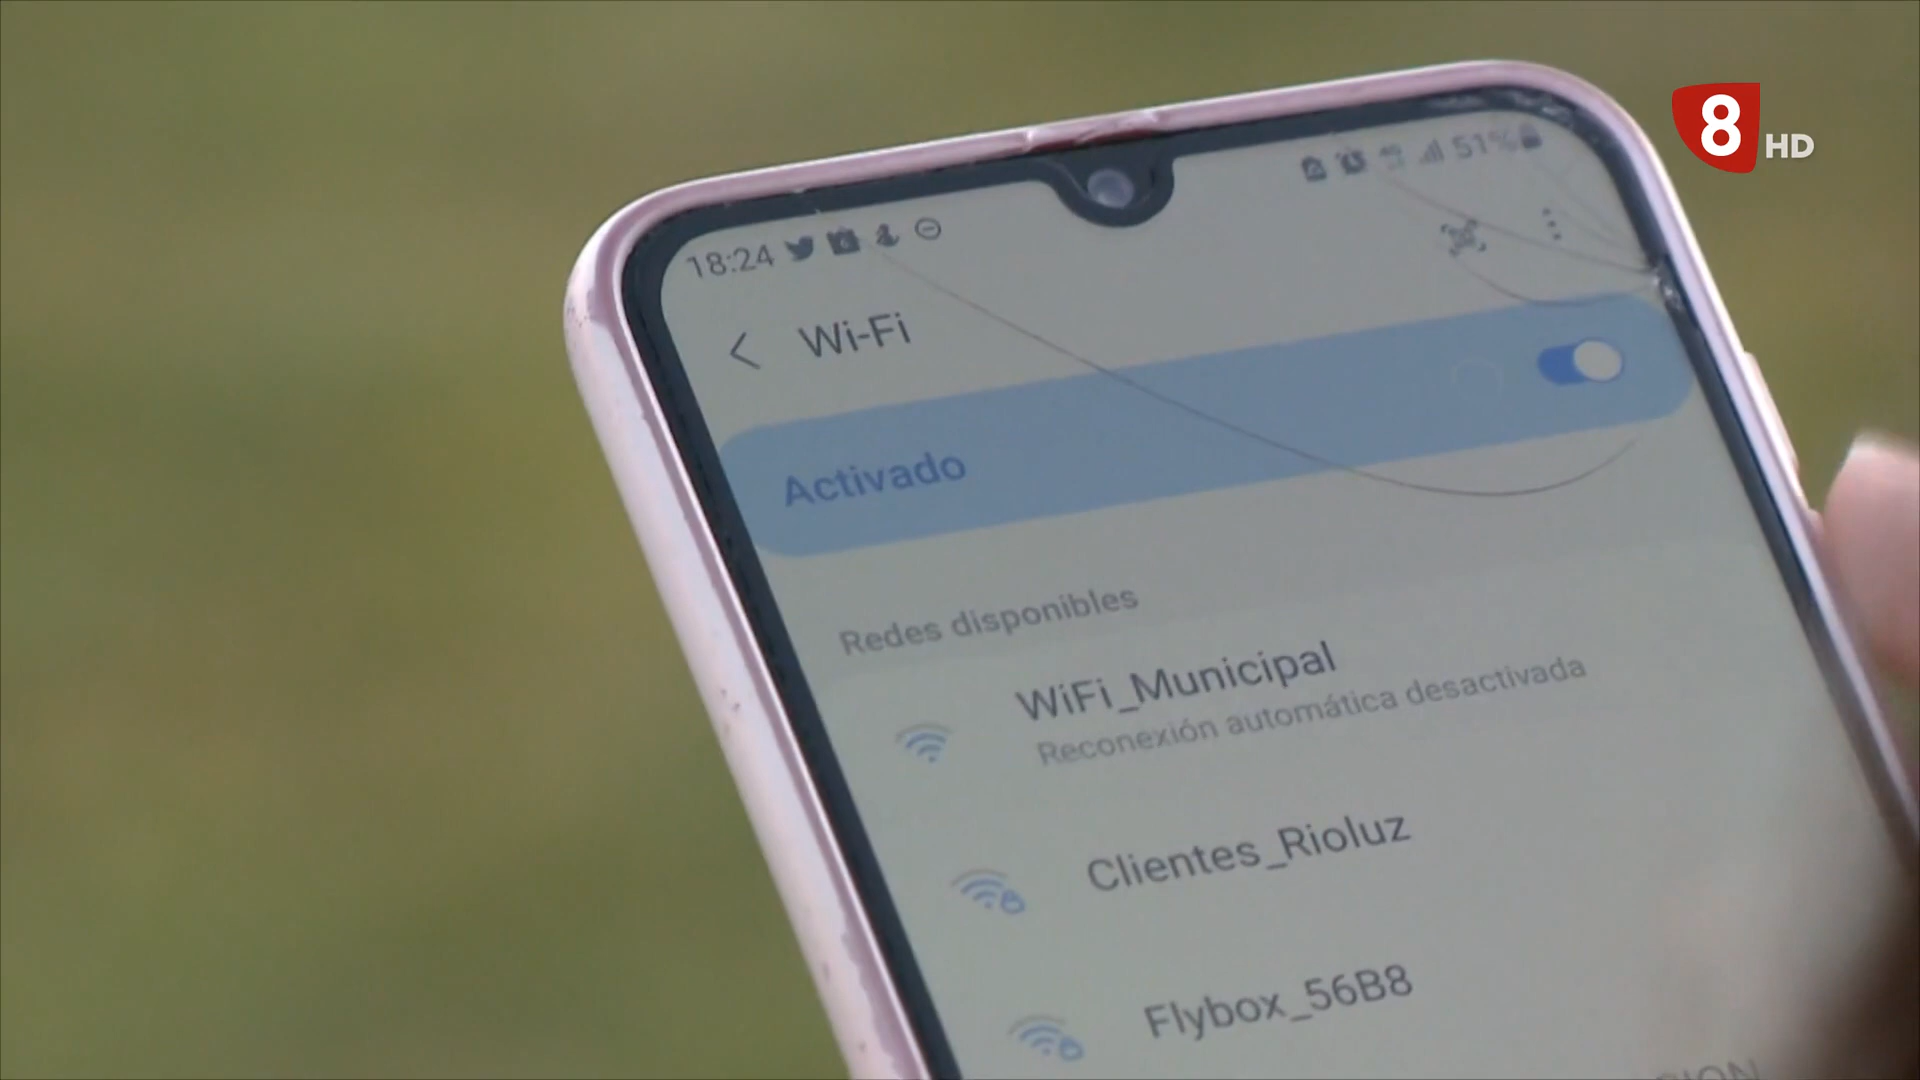 8 HD
18:24
51%
Wi-Fi
Activado
Redes disponibles
WiFi_Municipal
Reconexión automática desactivada
Clientes_Rioluz
Flybox_56B8